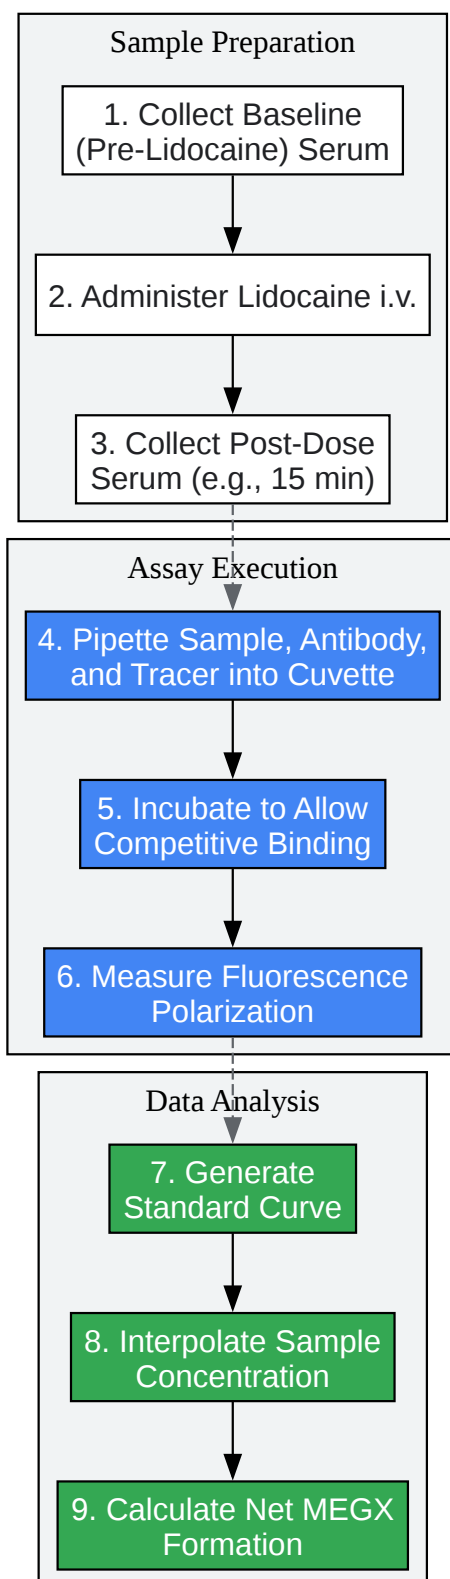 Sample Preparation
1. Collect Baseline
(Pre-Lidocaine) Serum
2. Administer Lidocaine i.v.
3. Collect Post-Dose
Serum (e.g., 15 min)
Assay Execution
4. Pipette Sample, Antibody,
and Tracer into Cuvette
5. Incubate to Allow
Competitive Binding
6. Measure Fluorescence
Polarization
Data Analysis
7. Generate
Standard Curve
8. Interpolate Sample
Concentration
9. Calculate Net MEGX
Formation